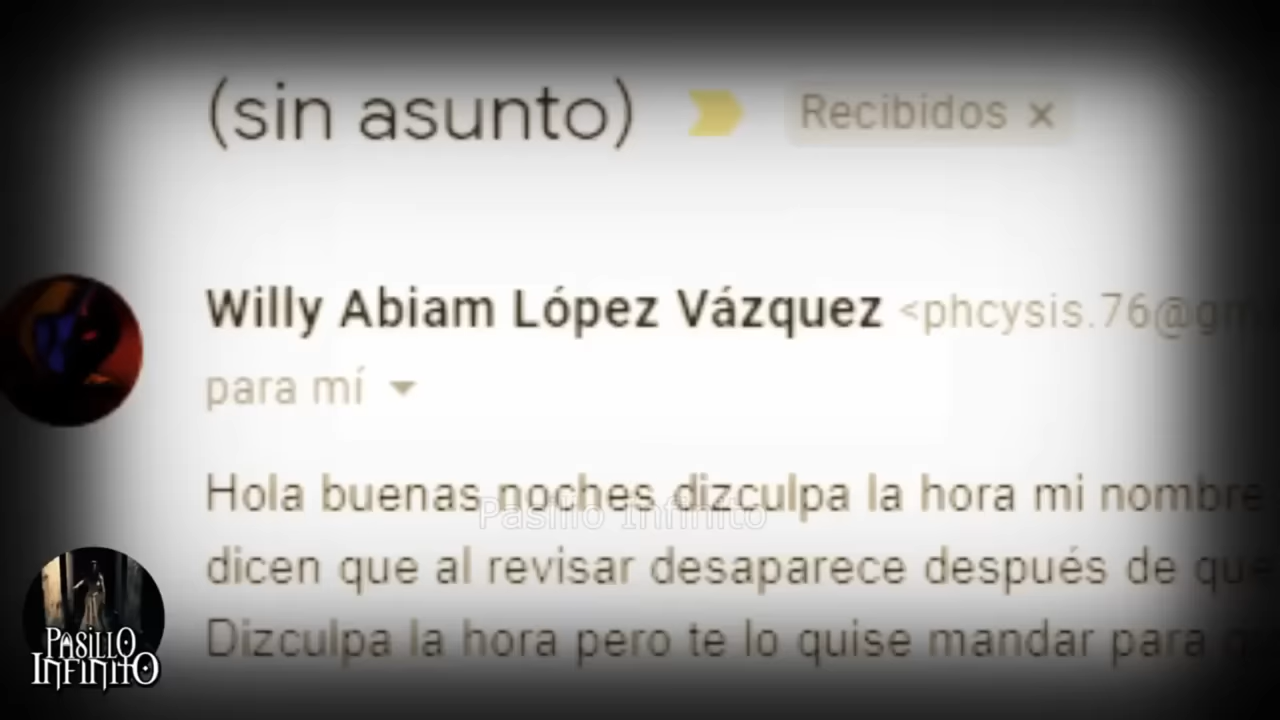 (sin asunto) Recibidos ×
Willy Abiam López Vázquez <phcysis.76@gm
para mí
Hola buenas noches dizculpa la hora mi nombre
Pasillo Infinito
dicen que al revisar desaparece después de que
Dizculpa la hora pero te lo quise mandar para
PASILLO
INFINITO